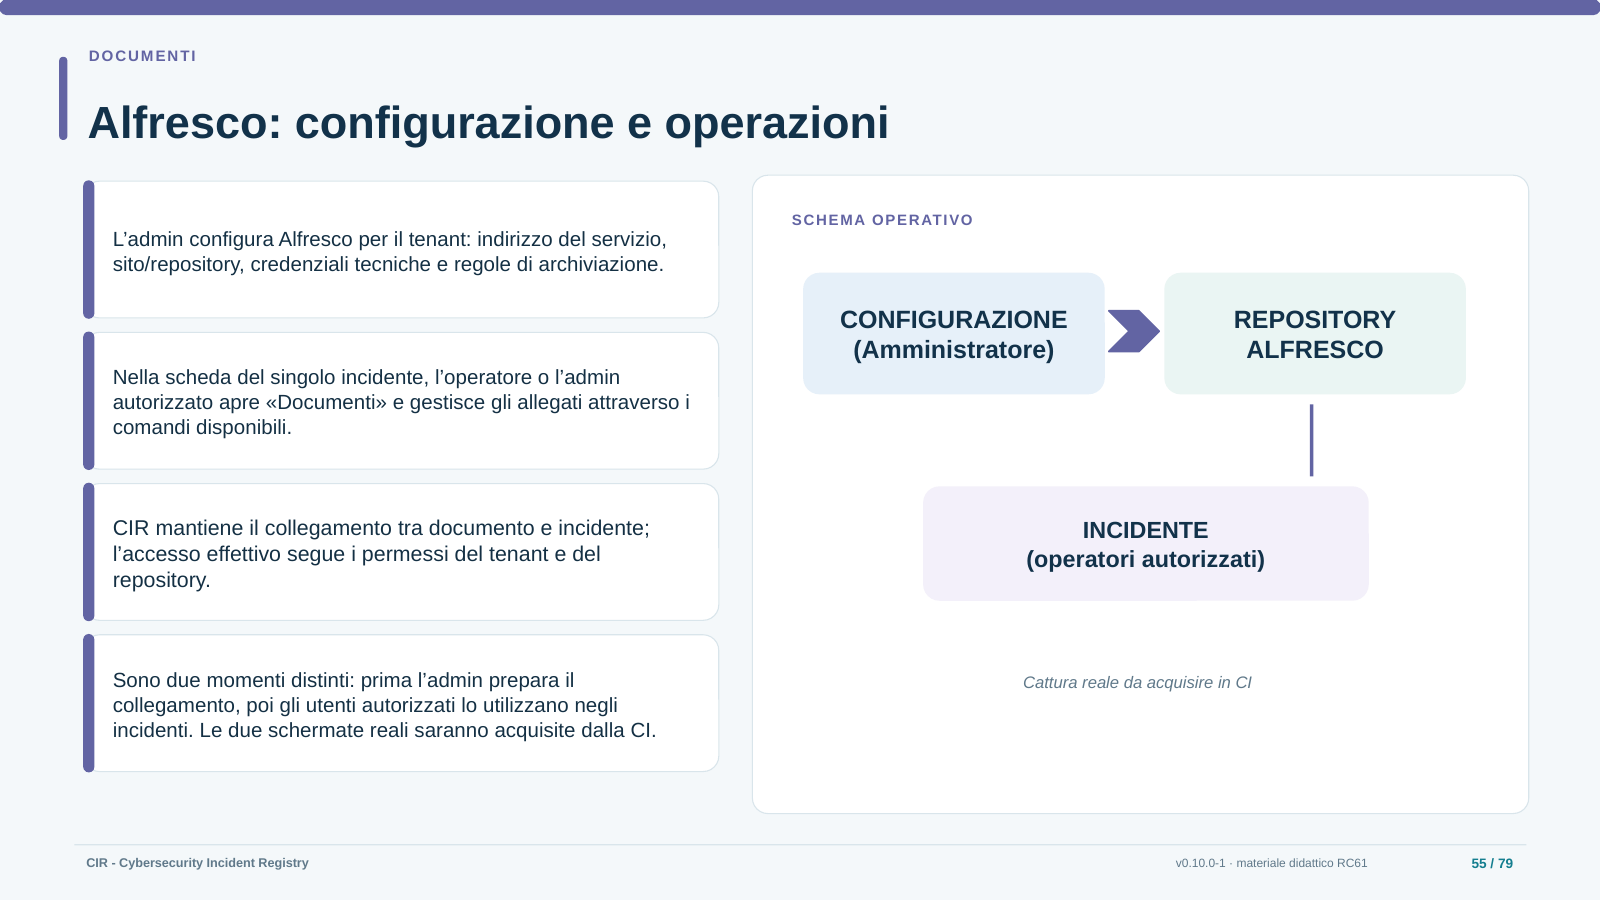 DOCUMENTI
Alfresco: configurazione e operazioni
L’admin configura Alfresco per il tenant: indirizzo del servizio,
sito/repository, credenziali tecniche e regole di archiviazione.
Nella scheda del singolo incidente, l’operatore o l’admin
autorizzato apre «Documenti» e gestisce gli allegati attraverso i
comandi disponibili.
CIR mantiene il collegamento tra documento e incidente;
l’accesso effettivo segue i permessi del tenant e del
repository.
Sono due momenti distinti: prima l’admin prepara il
collegamento, poi gli utenti autorizzati lo utilizzano negli
incidenti. Le due schermate reali saranno acquisite dalla CI.
SCHEMA OPERATIVO
CONFIGURAZIONE
(Amministratore)
REPOSITORY
ALFRESCO
INCIDENTE
(operatori autorizzati)
Cattura reale da acquisire in CI
CIR - Cybersecurity Incident Registry
v0.10.0-1 · materiale didattico RC61
55 / 79